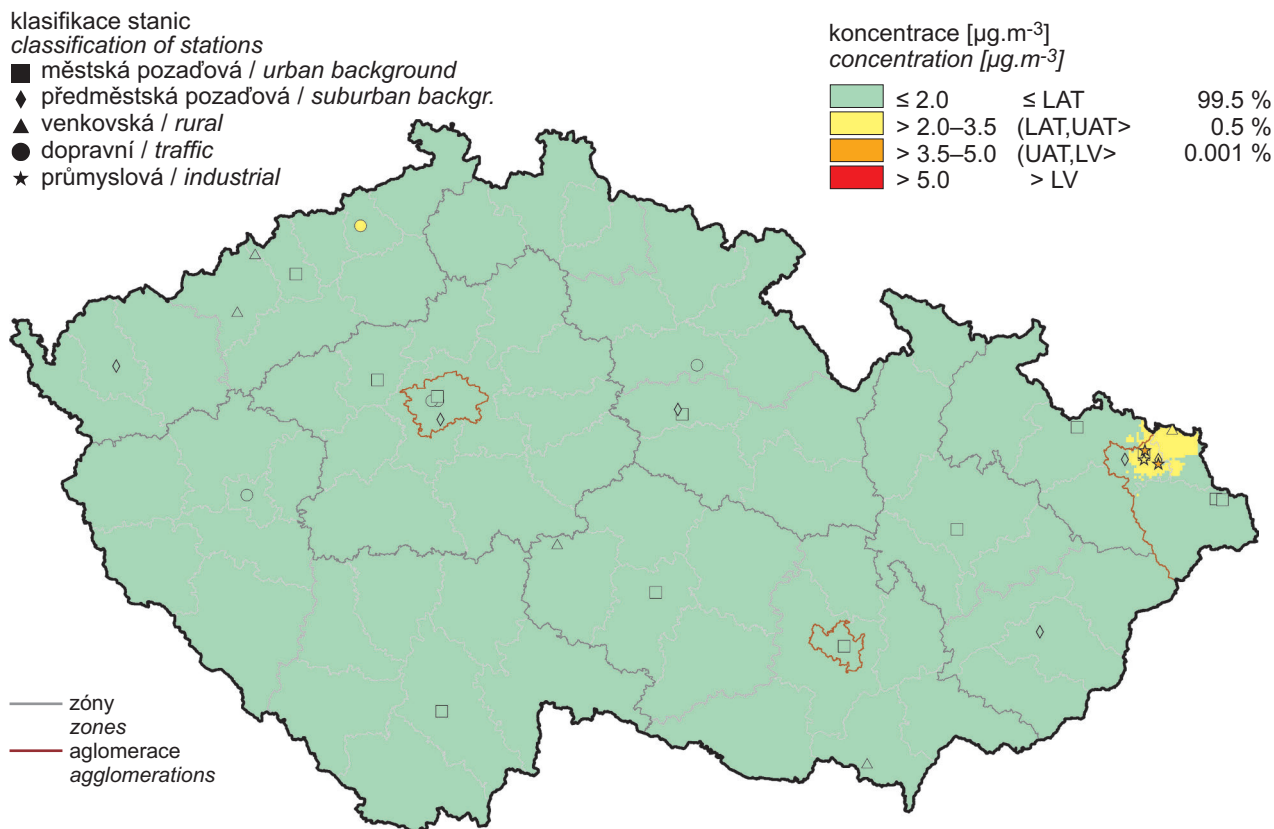 klasifikace stanic
classification of stations
městská pozaďová / urban background
předměstská pozaďová / suburban backgr.
venkovská / rural
dopravní / traffic
průmyslová / industrial
koncentrace [µg.m-3]
concentration [µg.m-3]
≤ 2.0 ≤ LAT 99.5 %
> 2.0–3.5 (LAT,UAT> 0.5 %
> 3.5–5.0 (UAT,LV> 0.001 %
> 5.0 > LV
zóny
zones
aglomerace
agglomerations